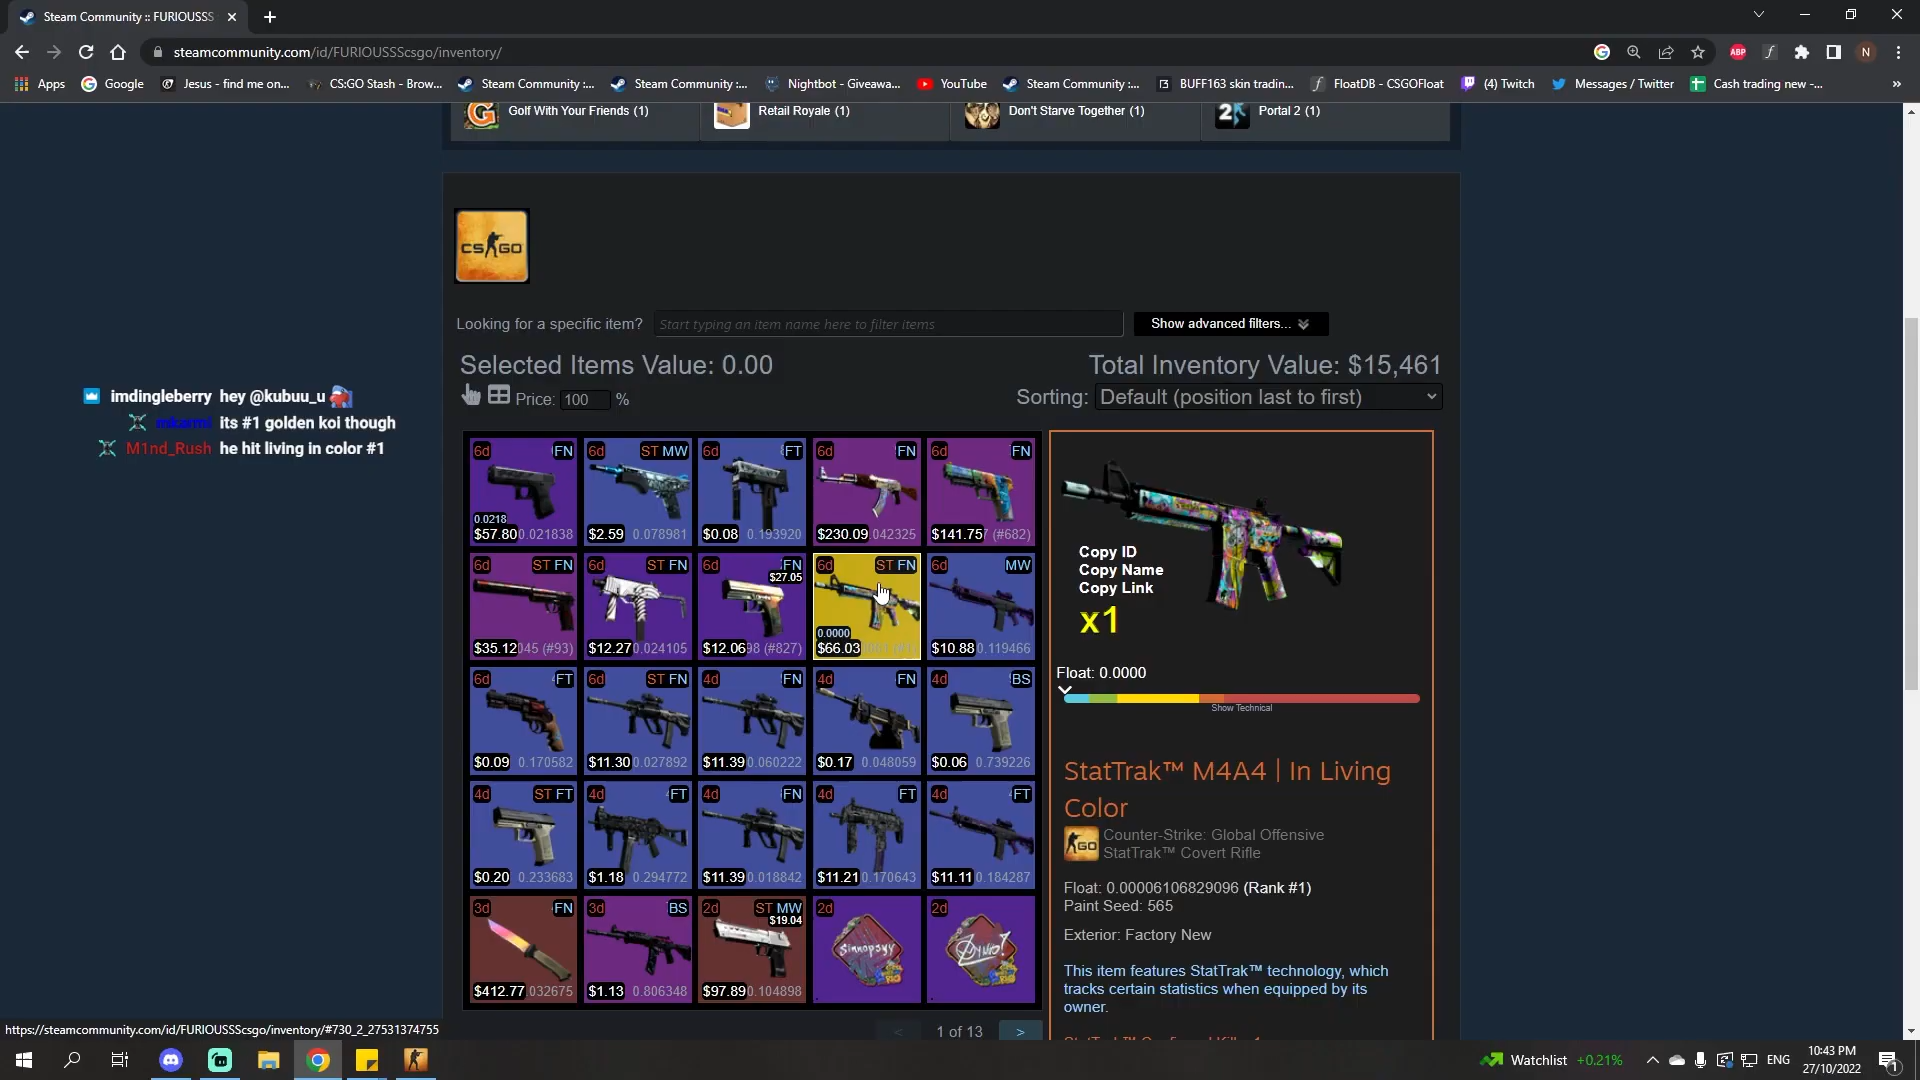 Steam Community :: FURIOUSSS
steamcommunity.com/id/FURIOUSSScsgo/inventory/
ABP
N
Apps
Google
Jesus - find me on...
CS:GO Stash - Brow...
Steam Community :...
Steam Community :...
Nightbot - Giveawa...
YouTube
Steam Community :...
BUFF163 skin tradin...
FloatDB - CSGOFloat
(4) Twitch
Messages / Twitter
Cash trading new -...
Golf With Your Friends (1)
Retail Royale (1)
Don't Starve Together (1)
Portal 2 (1)
CS GO
Looking for a specific item?
Start typing an item name here to filter items
Show advanced filters...
Selected Items Value: 0.00
Total Inventory Value: $15,461
Price: 100 %
Sorting: Default (position last to first)
imdingleberry hey @kubuu_u
its #1 golden koi though
M1nd_Rush he hit living in color #1
6d FN
0.0218
$57.80 0.021838
6d ST MW
$2.59 0.078981
6d FT
$0.08 0.193920
6d FN
$230.09 042325
6d FN
$141.75 (#682)
6d ST FN
$35.12 045 (#93)
6d ST FN
$12.27 0.024105
6d FN
$27.05
$12.06 98 (#827)
6d ST FN
0.0000
$66.03
6d MW
$10.88 0.119466
6d FT
$0.09 0.170582
6d ST FN
$11.30 0.027892
4d FN
$11.39 0.060222
4d FN
$0.17 0.048059
4d BS
$0.06 0.739226
4d ST FT
$0.20 0.233683
4d FT
$1.18 0.294772
4d FN
$11.39 0.018842
4d FT
$11.21 0.170643
4d FT
$11.11 0.184287
3d FN
$412.77 .032675
3d BS
$1.13 0.806348
2d ST MW
$19.04
$97.89 0.104898
2d
2d
< 1 of 13 >
Copy ID
Copy Name
Copy Link
x1
Float: 0.0000
Show Technical
StatTrak™ M4A4 | In Living
Color
Counter-Strike: Global Offensive
StatTrak™ Covert Rifle
Float: 0.00006106829096 (Rank #1)
Paint Seed: 565
Exterior: Factory New
This item features StatTrak™ technology, which
tracks certain statistics when equipped by its
owner.
https://steamcommunity.com/id/FURIOUSSScsgo/inventory/#730_2_27531374755
Watchlist +0.21%
ENG
10:43 PM
27/10/2022
1